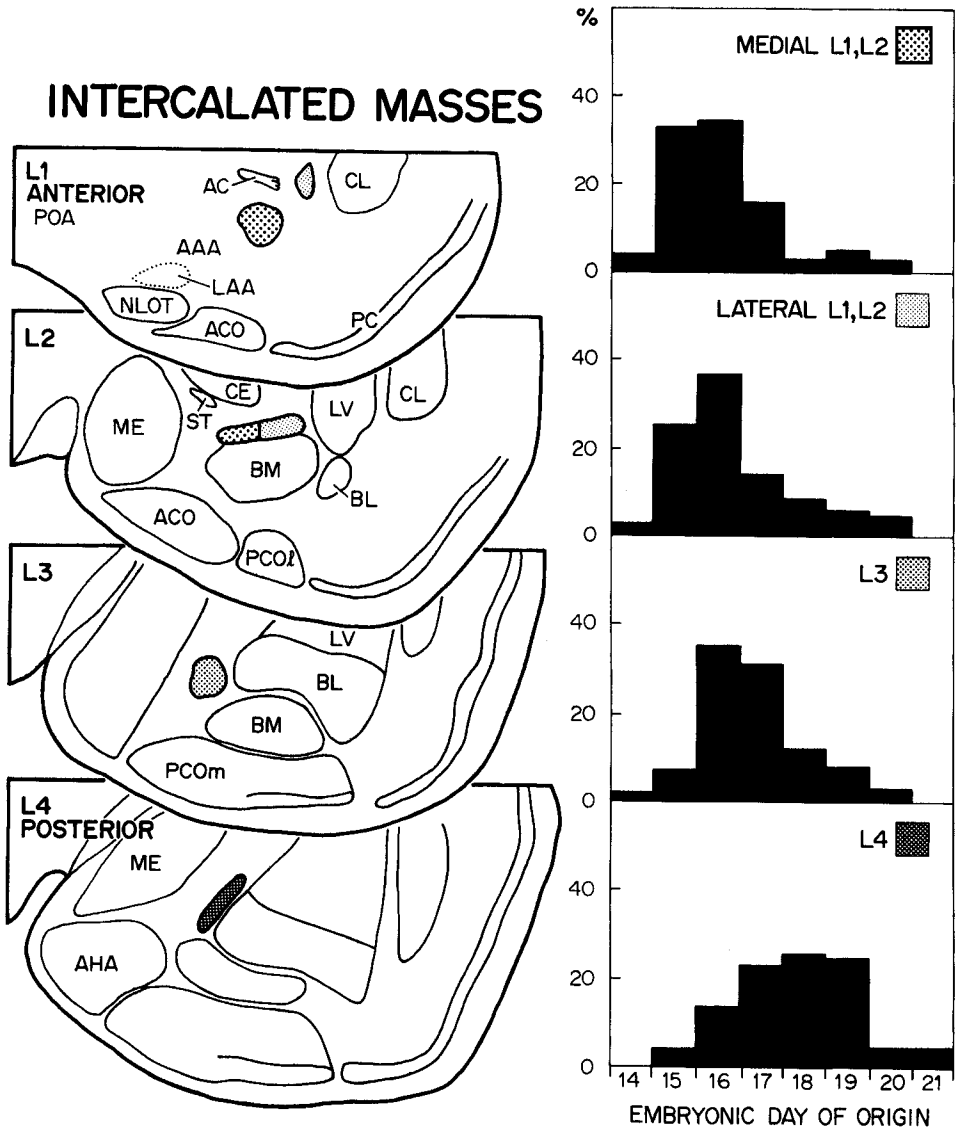 INTERCALATED MASSES
L1
ANTERIOR
POA
AC
CL
AAA
LAA
NLOT
ACO
PC
L2
ME
ST
CE
LV
CL
BM
BL
ACO
PCOℓ
L3
LV
BL
BM
PCOm
L4
POSTERIOR
ME
AHA
%
MEDIAL L1,L2
40
20
0
LATERAL L1,L2
40
20
0
L3
40
20
0
L4
40
20
0
14 15 16 17 18 19 20 21
EMBRYONIC DAY OF ORIGIN